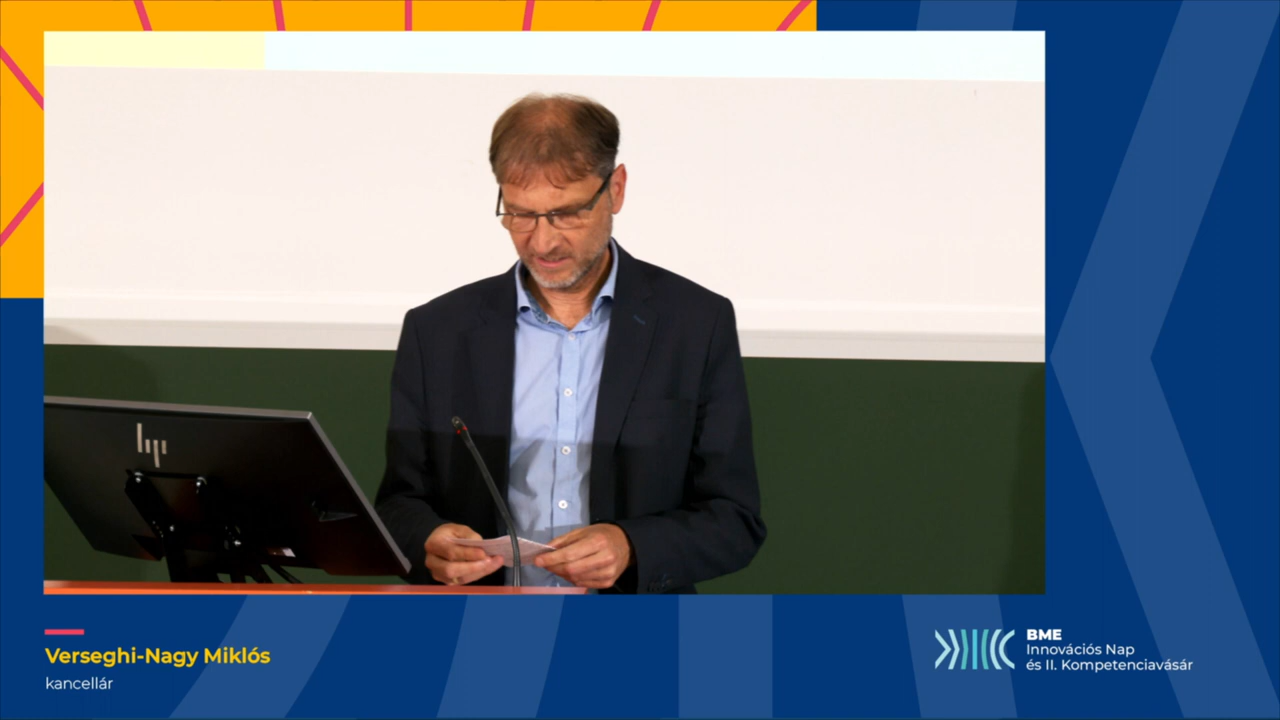 hp
Verseghi-Nagy Miklós
kancellár
BME
Innovációs Nap
és II. Kompetenciavásár